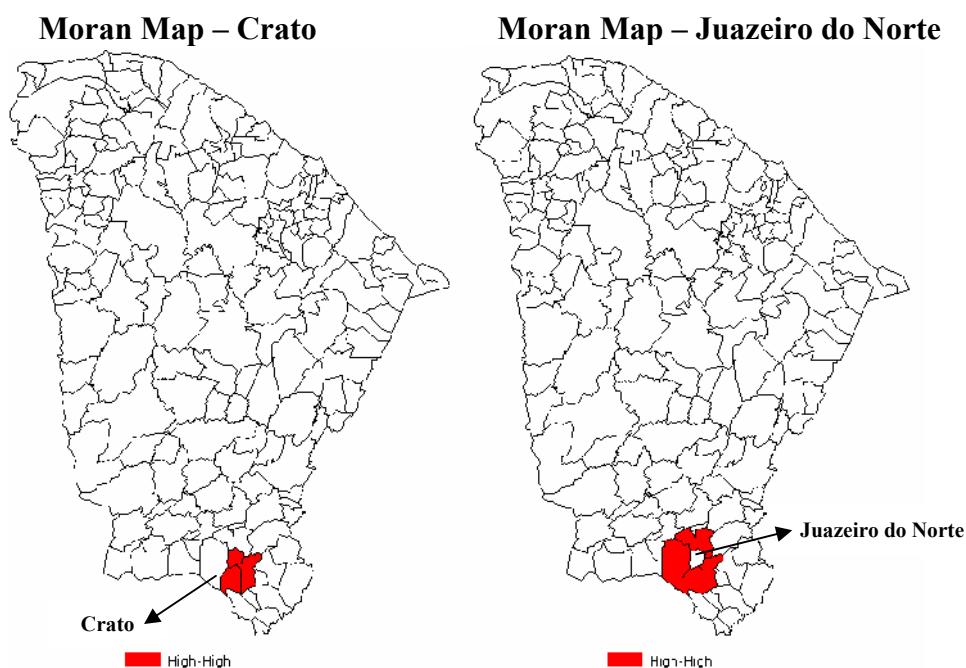 Moran Map – Crato
Moran Map – Juazeiro do Norte
Juazeiro do Norte
Crato
High-High
High-High